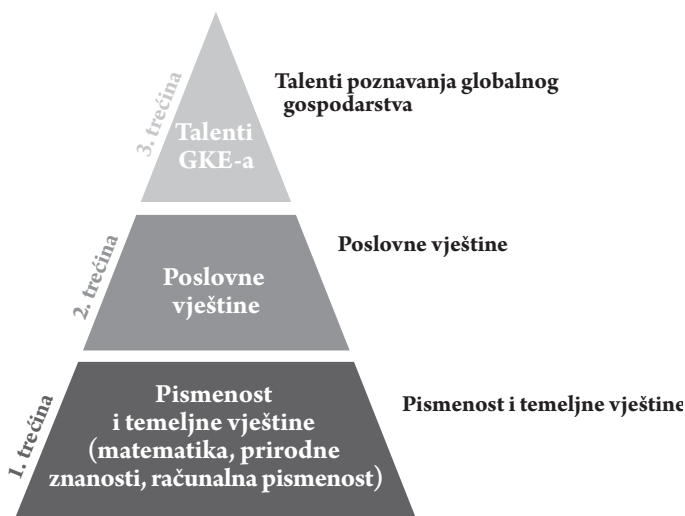 3. trećina
Talenti
GKE-a
Talenti poznavanja globalnog
gospodarstva
2. trećina
Poslovne
vještine
Poslovne vještine
1. trećina
Pismenost
i temeljne vještine
(matematika, prirodne
znanosti, računalna pismenost)
Pismenost i temeljne vještine